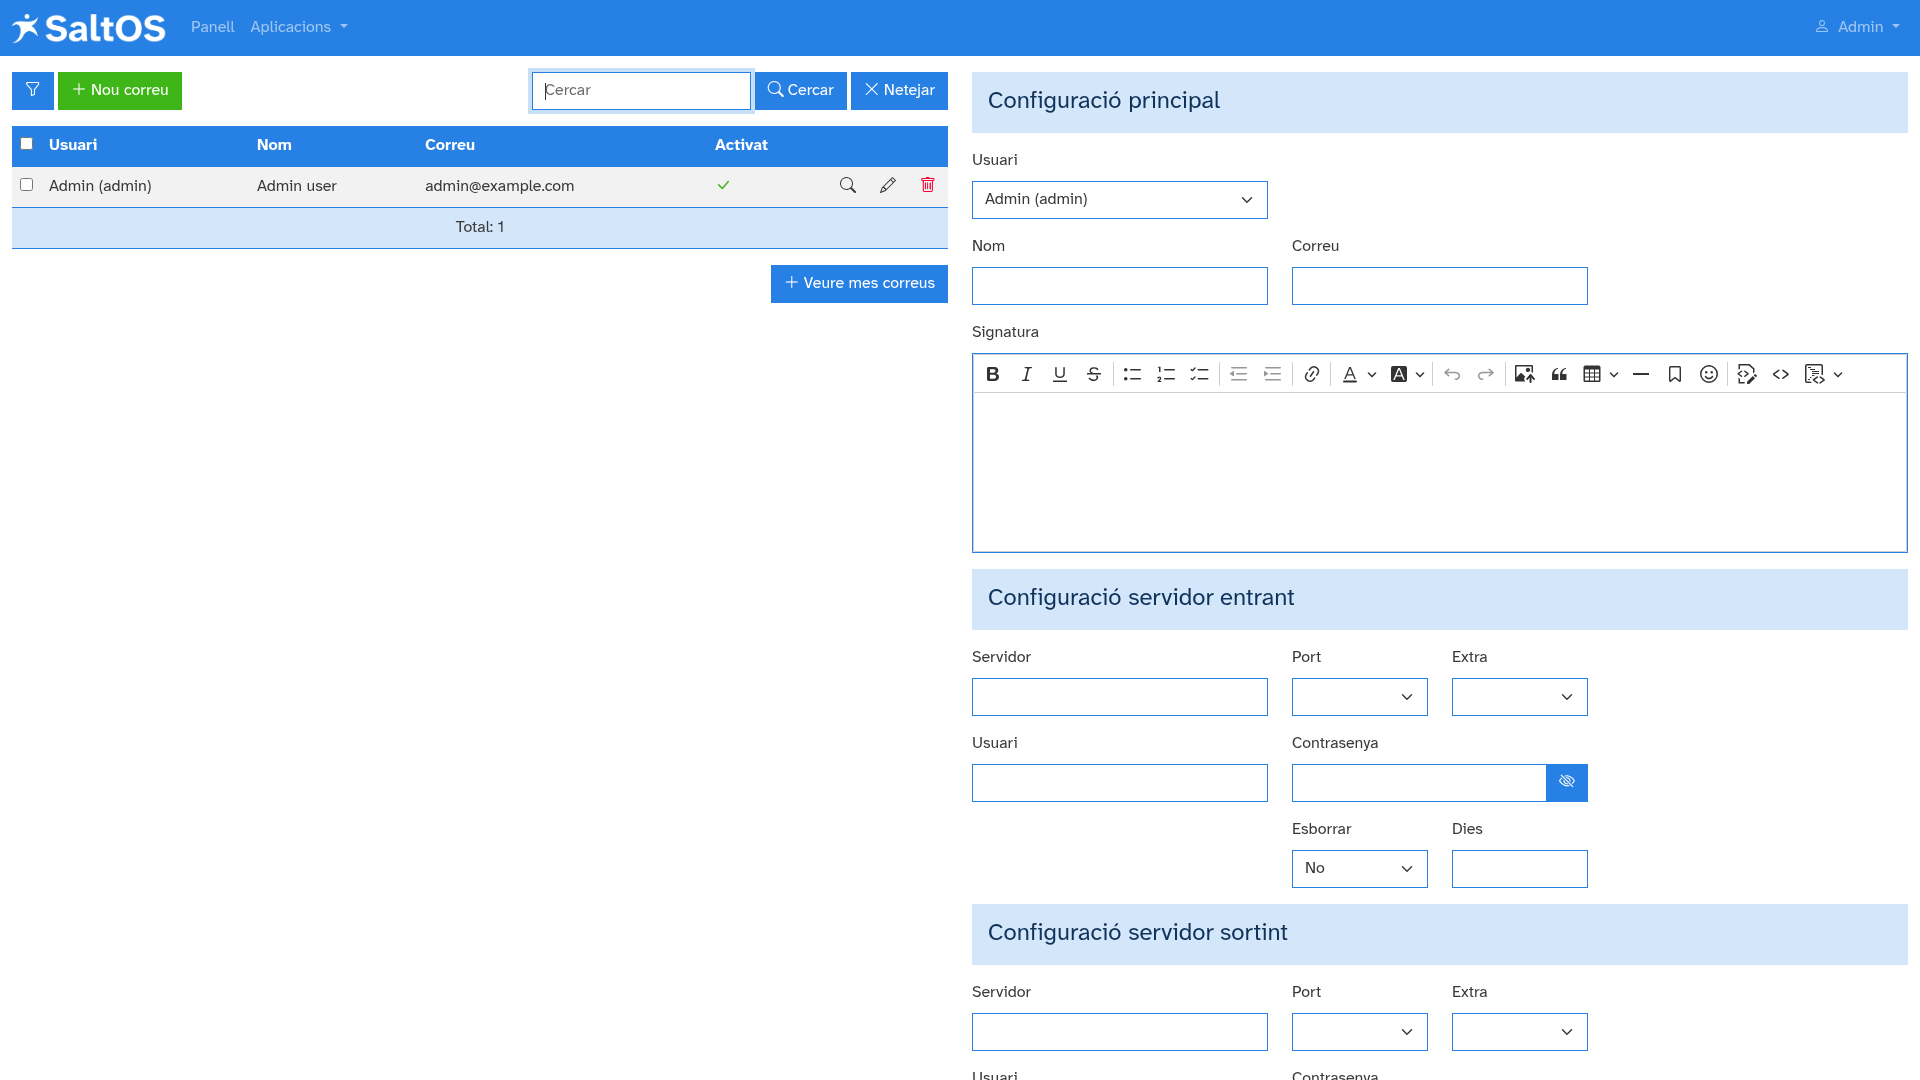 SaltOS
Panell
Aplicacions
Admin
Nou correu
Cercar
Cercar
Netejar
Usuari Nom Correu Activat
Admin (admin) Admin user admin@example.com
Total: 1
Veure mes correus
Configuració principal
Usuari
Admin (admin)
Nom Correu
Signatura
Configuració servidor entrant
Servidor Port Extra
Usuari Contrasenya
Esborrar Dies
No
Configuració servidor sortint
Servidor Port Extra
Usuari Contrasenya